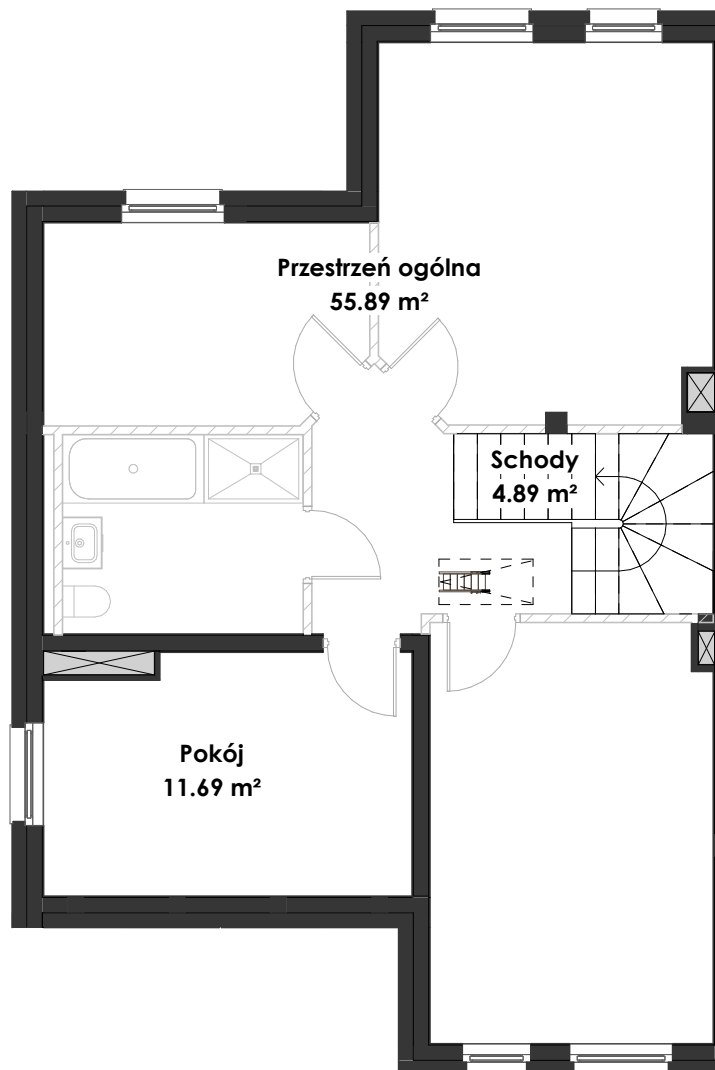 Przestrzeń ogólna
55.89 m²
Schody
4.89 m²
Pokój
11.69 m²